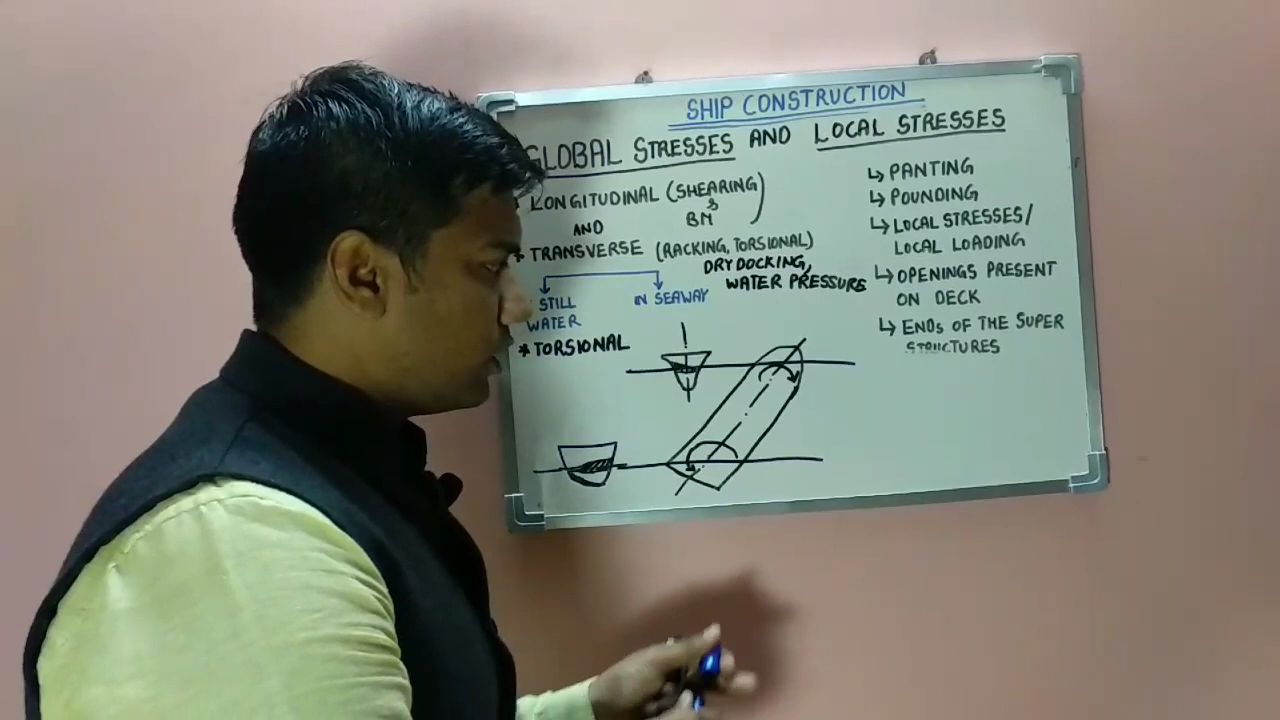 SHIP CONSTRUCTION
GLOBAL STRESSES AND LOCAL STRESSES
* LONGITUDINAL (SHEARING & BM)
AND
* TRANSVERSE (RACKING, TORSIONAL)
DRY DOCKING,
WATER PRESSURE
STILL WATER
IN SEAWAY
* TORSIONAL
↳ PANTING
↳ POUNDING
↳ LOCAL STRESSES/
LOCAL LOADING
↳ OPENINGS PRESENT
ON DECK
↳ ENDs OF THE SUPER
STRUCTURES